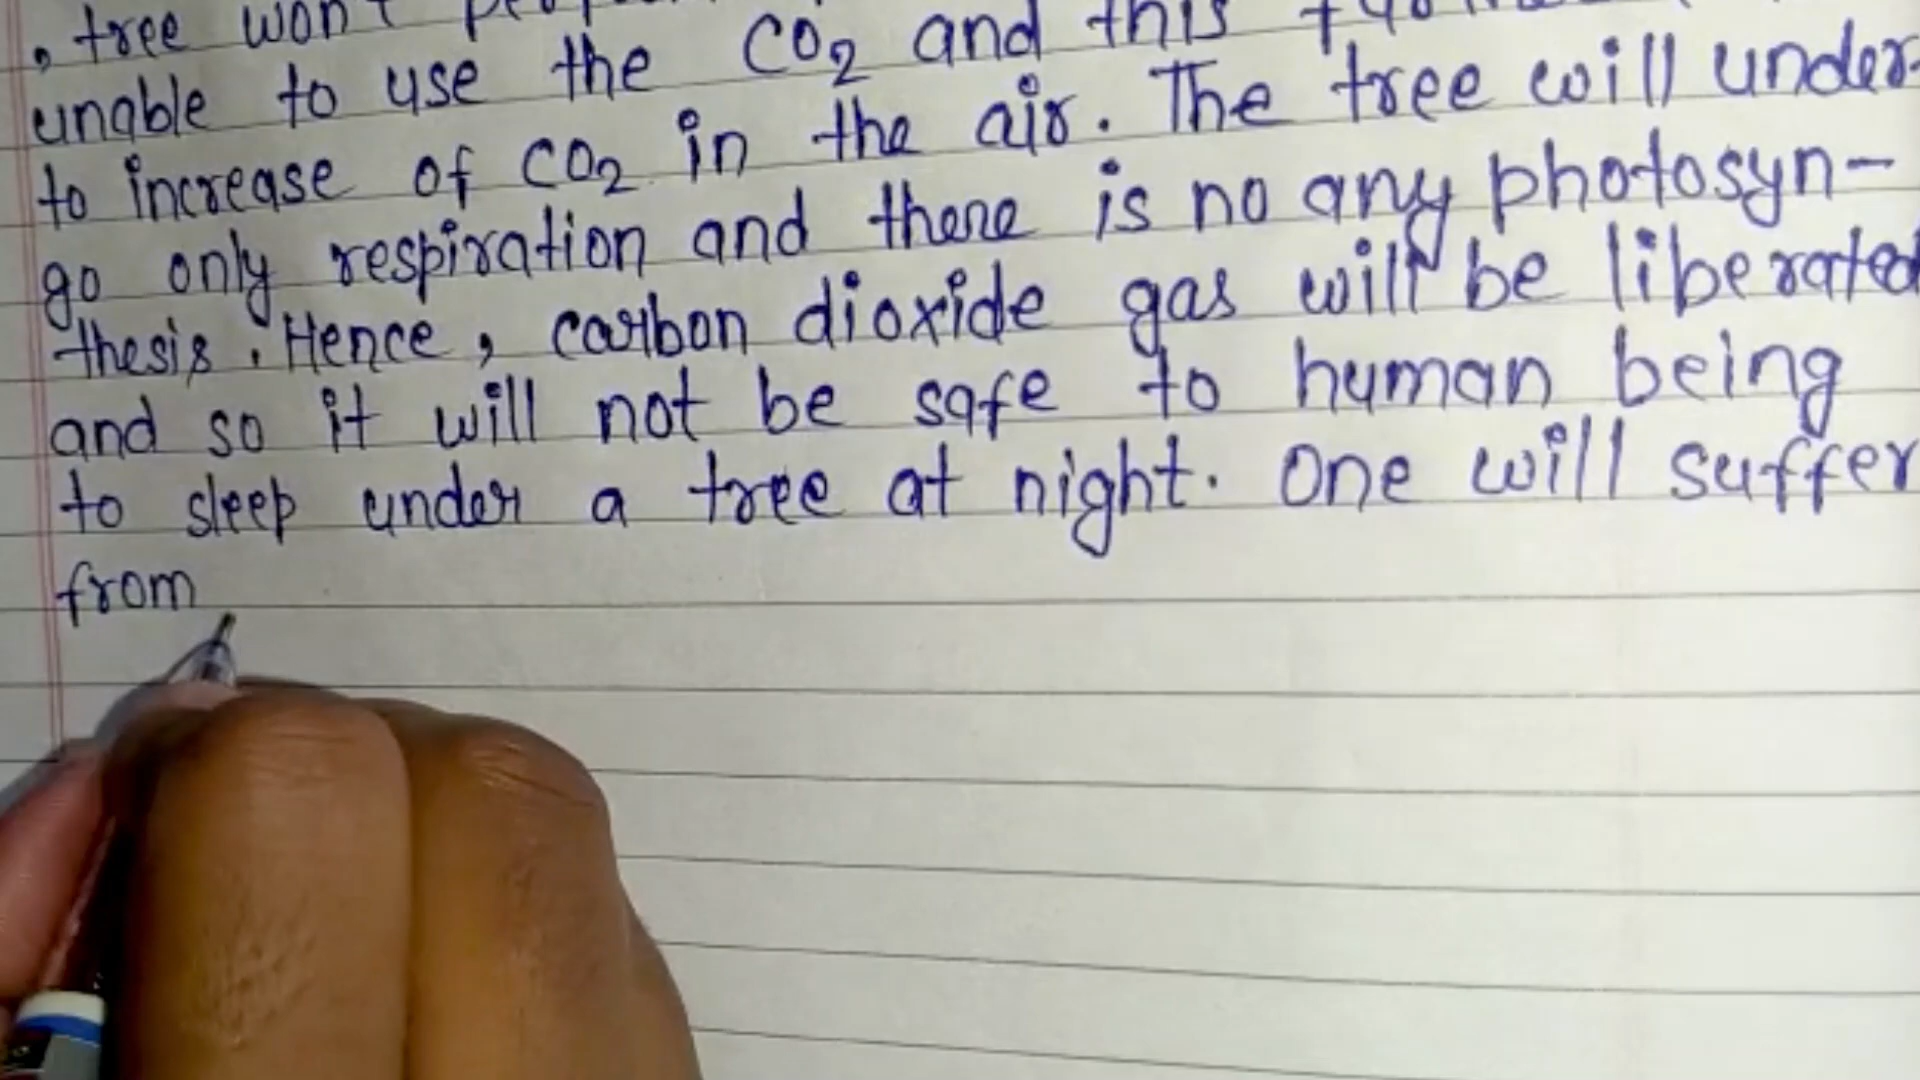 , tree won't
unable to use the CO2 and this
to increase of CO2 in the air. The tree will under-
go only respiration and there is no any photosyn-
thesis. Hence, carbon dioxide gas will be liberated
and so it will not be safe to human being
to sleep under a tree at night. One will suffer
from